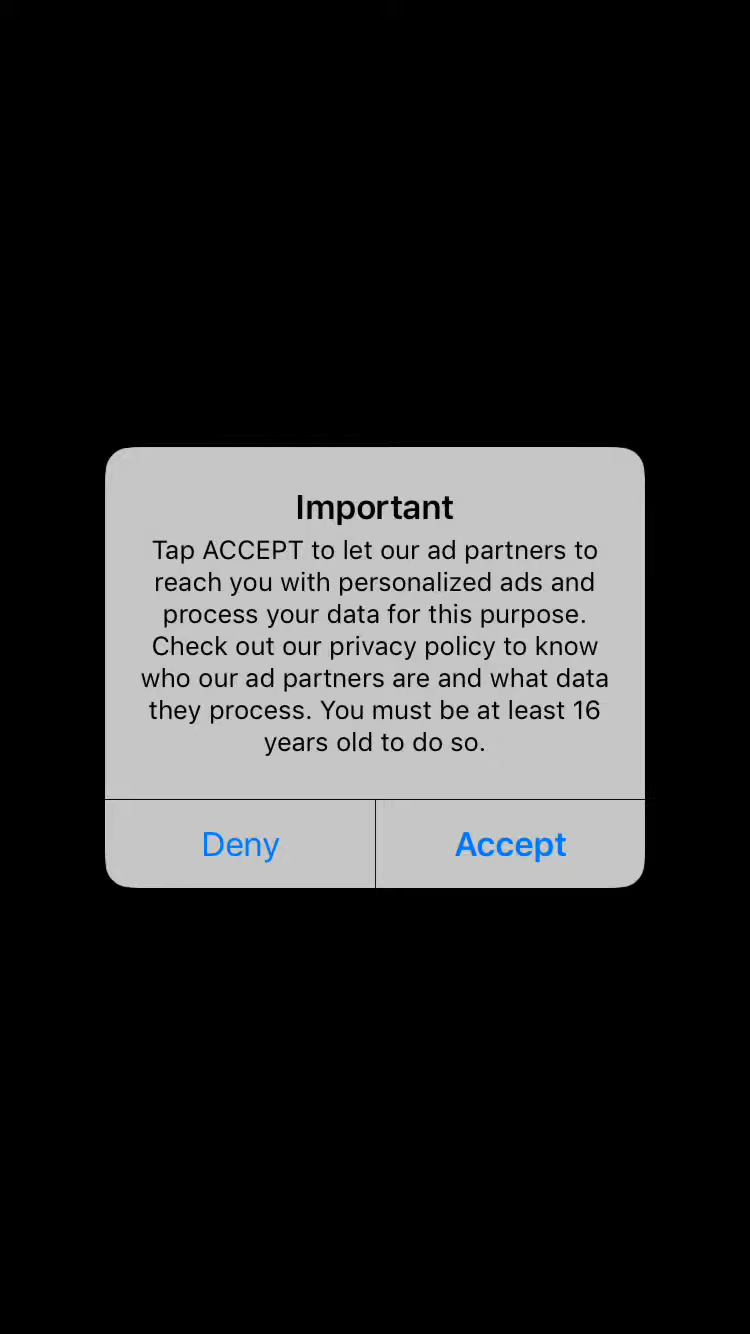 Important
Tap ACCEPT to let our ad partners to
reach you with personalized ads and
process your data for this purpose.
Check out our privacy policy to know
who our ad partners are and what data
they process. You must be at least 16
years old to do so.
Deny
Accept